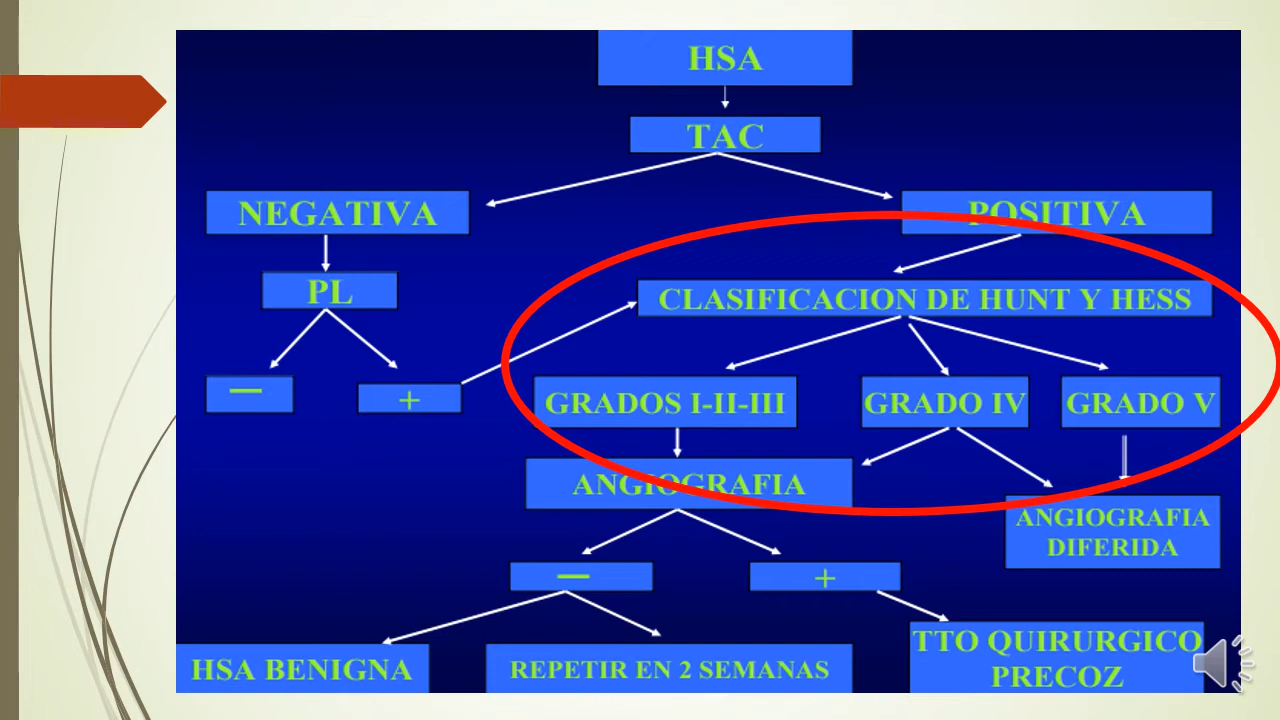 HSA
TAC
NEGATIVA
POSITIVA
PL
CLASIFICACION DE HUNT Y HESS
—
+
GRADOS I-II-III
GRADO IV
GRADO V
ANGIOGRAFIA
ANGIOGRAFIA
DIFERIDA
—
+
HSA BENIGNA
REPETIR EN 2 SEMANAS
TTO QUIRURGICO
PRECOZ